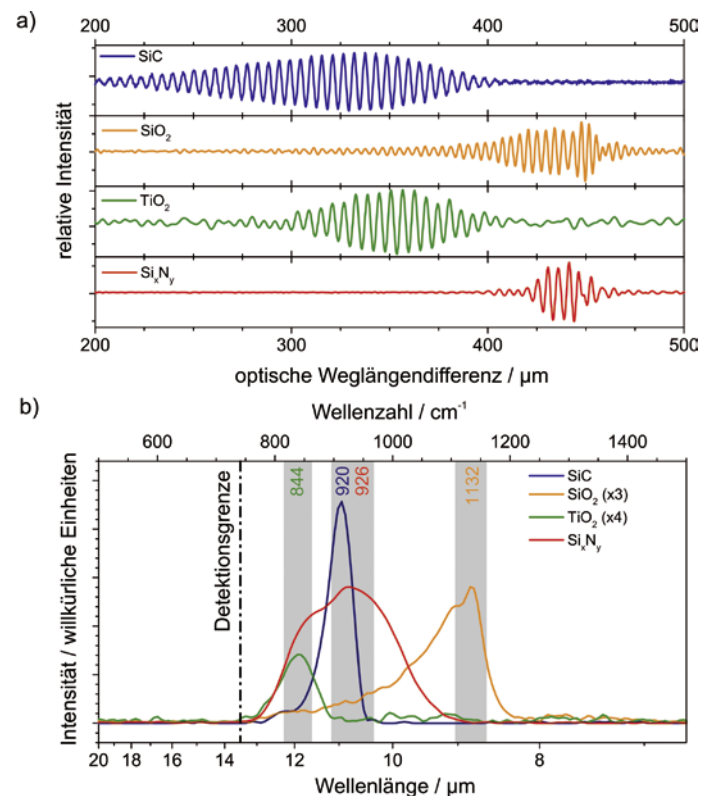 a)
200 300 400 500
SiC
SiO₂
TiO₂
SiₓNᵧ
relative Intensität
200 300 400 500
optische Weglängendifferenz / µm
b)
Wellenzahl / cm⁻¹
600 800 1000 1200 1400
Intensität / willkürliche Einheiten
Detektionsgrenze
844
920
926
1132
SiC
SiO₂ (x3)
TiO₂ (x4)
SiₓNᵧ
20 18 16 14 12 10 8
Wellenlänge / µm